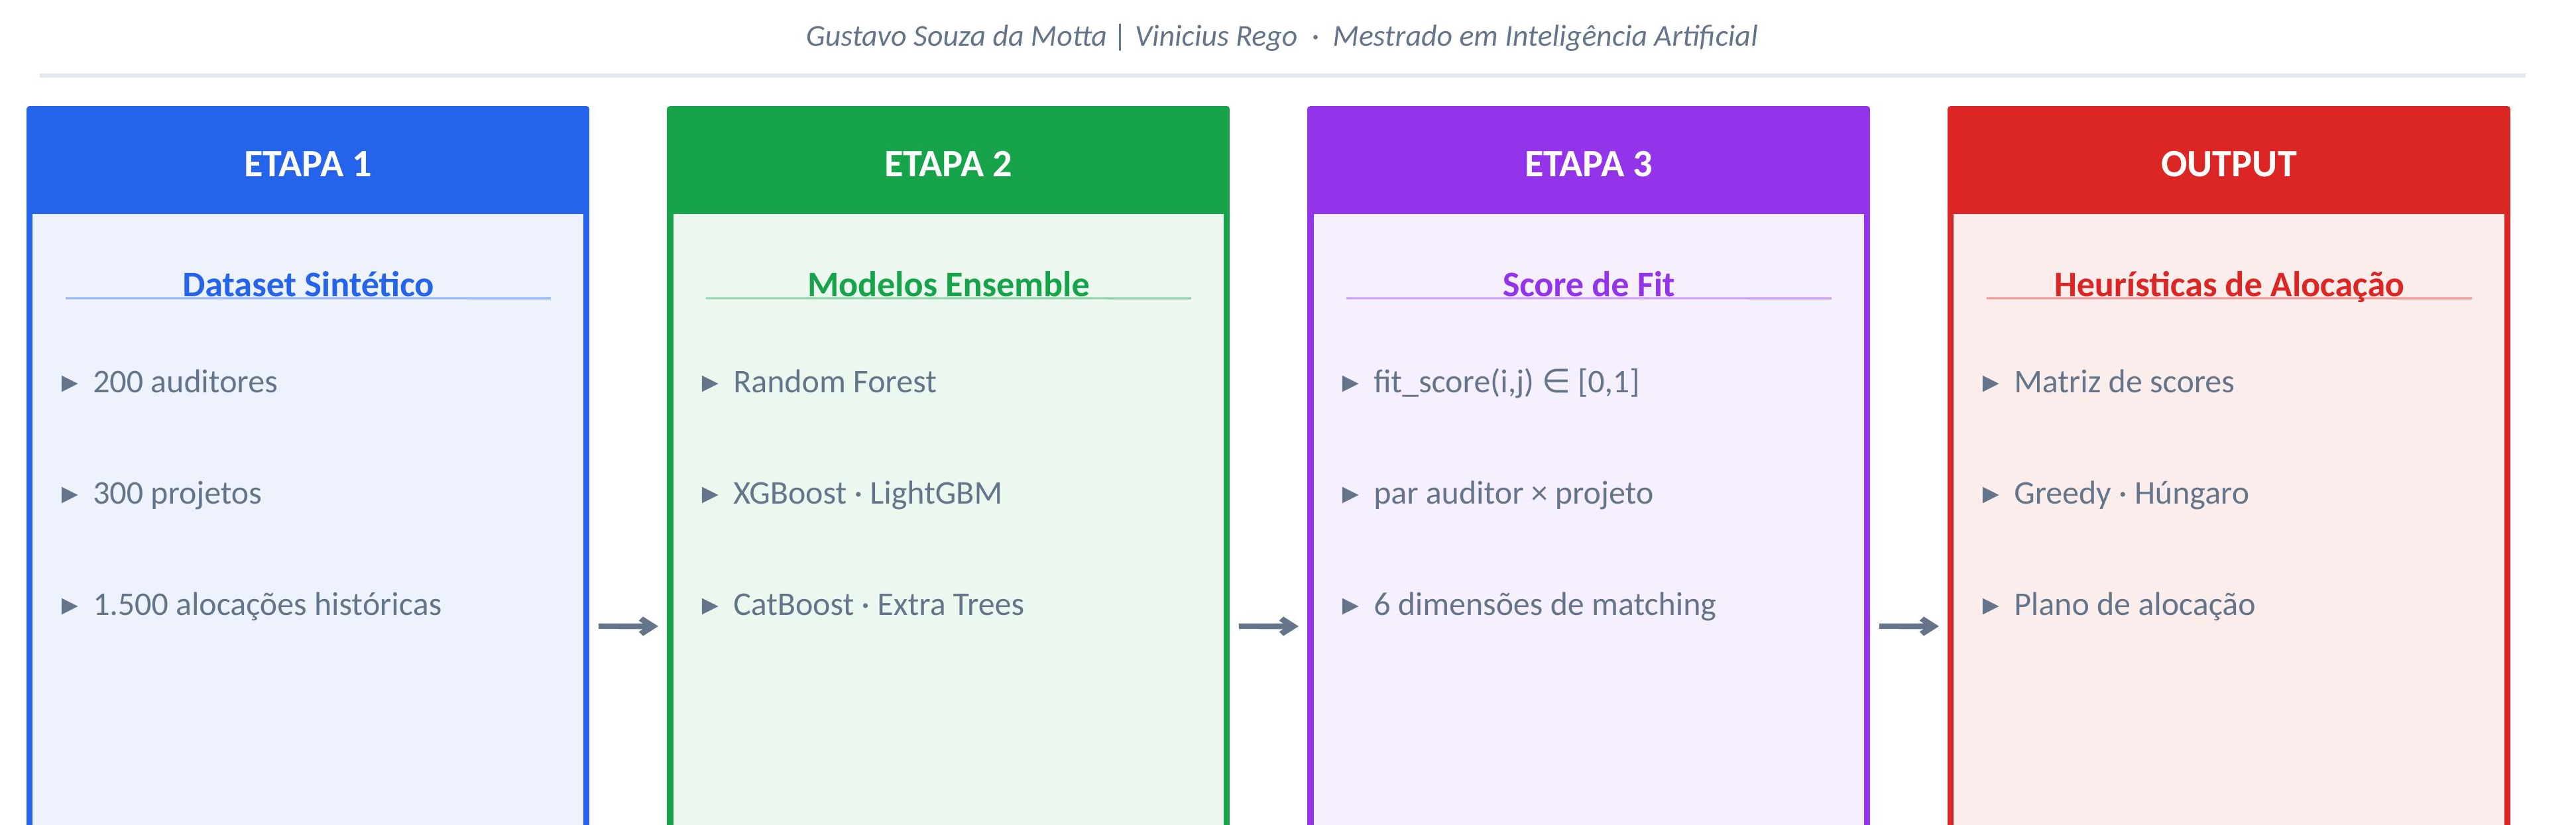 Gustavo Souza da Motta | Vinicius Rego · Mestrado em Inteligência Artificial
ETAPA 1
Dataset Sintético
► 200 auditores
► 300 projetos
► 1.500 alocações históricas
ETAPA 2
Modelos Ensemble
► Random Forest
► XGBoost · LightGBM
► CatBoost · Extra Trees
ETAPA 3
Score de Fit
► fit_score(i,j) ∈ [0,1]
► par auditor × projeto
► 6 dimensões de matching
OUTPUT
Heurísticas de Alocação
► Matriz de scores
► Greedy · Húngaro
► Plano de alocação